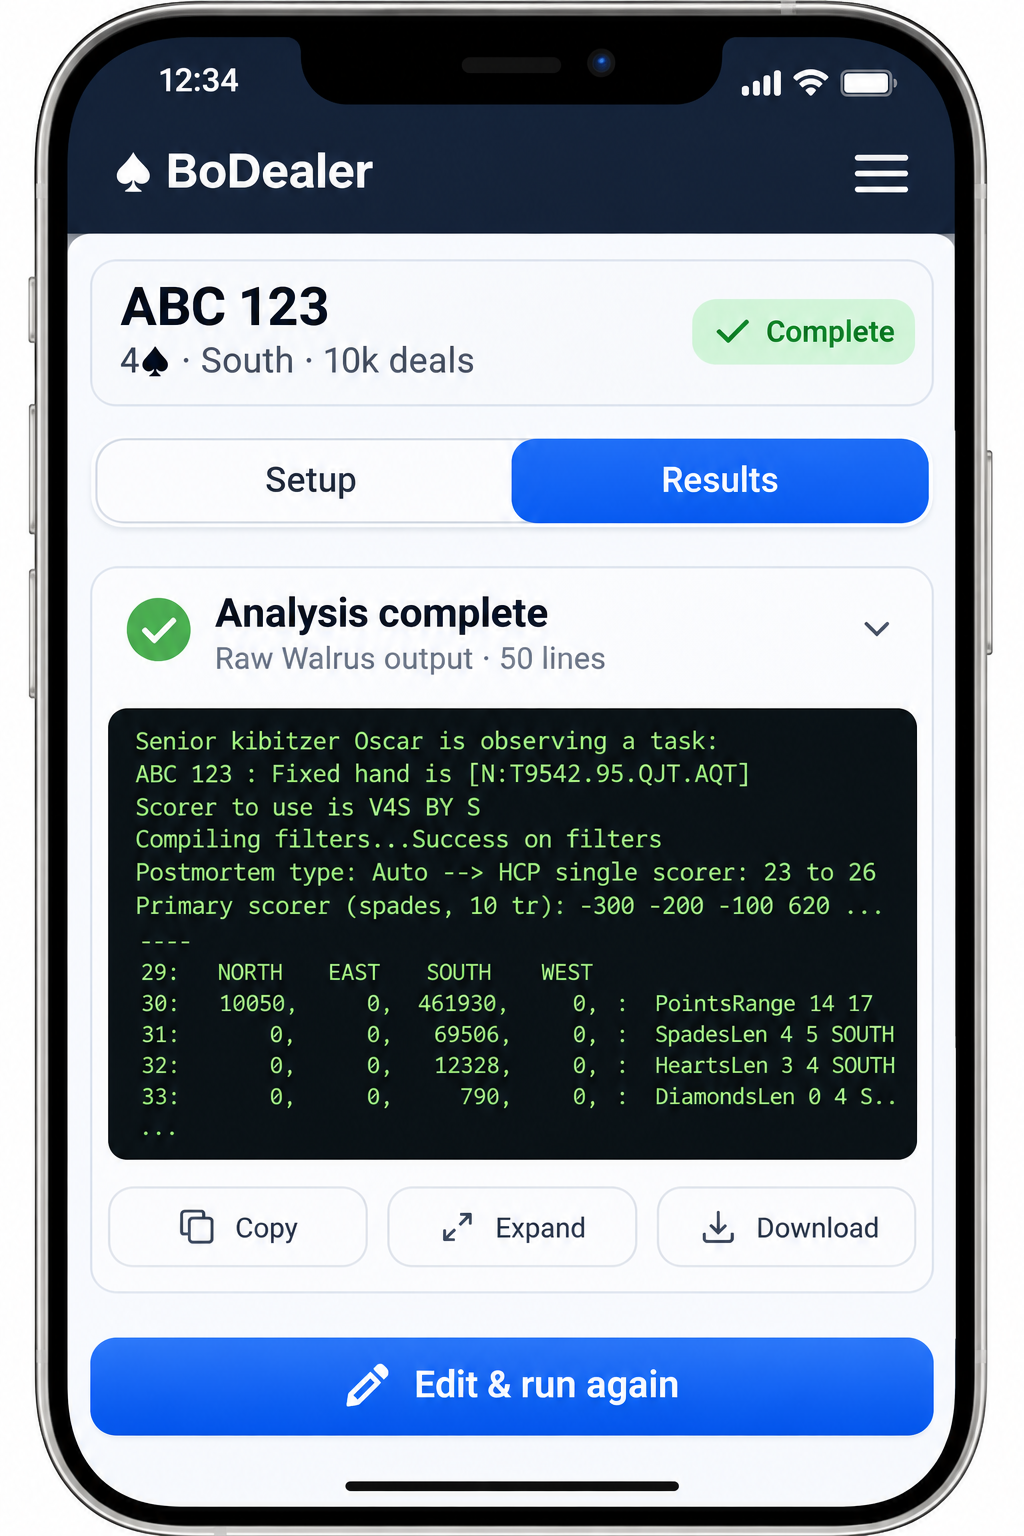 12:34
♠ BoDealer
ABC 123
4♠ · South · 10k deals
Complete
Setup
Results
Analysis complete
Raw Walrus output · 50 lines
Senior kibitzer Oscar is observing a task:
ABC 123 : Fixed hand is [N:T9542.95.QJT.AQT]
Scorer to use is V4S BY S
Compiling filters...Success on filters
Postmortem type: Auto --> HCP single scorer: 23 to 26
Primary scorer (spades, 10 tr): -300 -200 -100 620 ...
----
29: NORTH EAST SOUTH WEST
30: 10050, 0, 461930, 0, : PointsRange 14 17
31: 0, 0, 69506, 0, : SpadesLen 4 5 SOUTH
32: 0, 0, 12328, 0, : HeartsLen 3 4 SOUTH
33: 0, 0, 790, 0, : DiamondsLen 0 4 S..
...
Copy
Expand
Download
Edit & run again